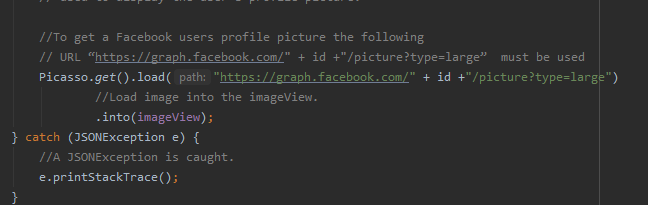 //To get a Facebook users profile picture the following
// URL “https://graph.facebook.com/" + id +"/picture?type=large”  must be used
Picasso.get().load( path: "https://graph.facebook.com/" + id +"/picture?type=large")
//Load image into the imageView.
.into(imageView);
} catch (JSONException e) {
//A JSONException is caught.
e.printStackTrace();
}